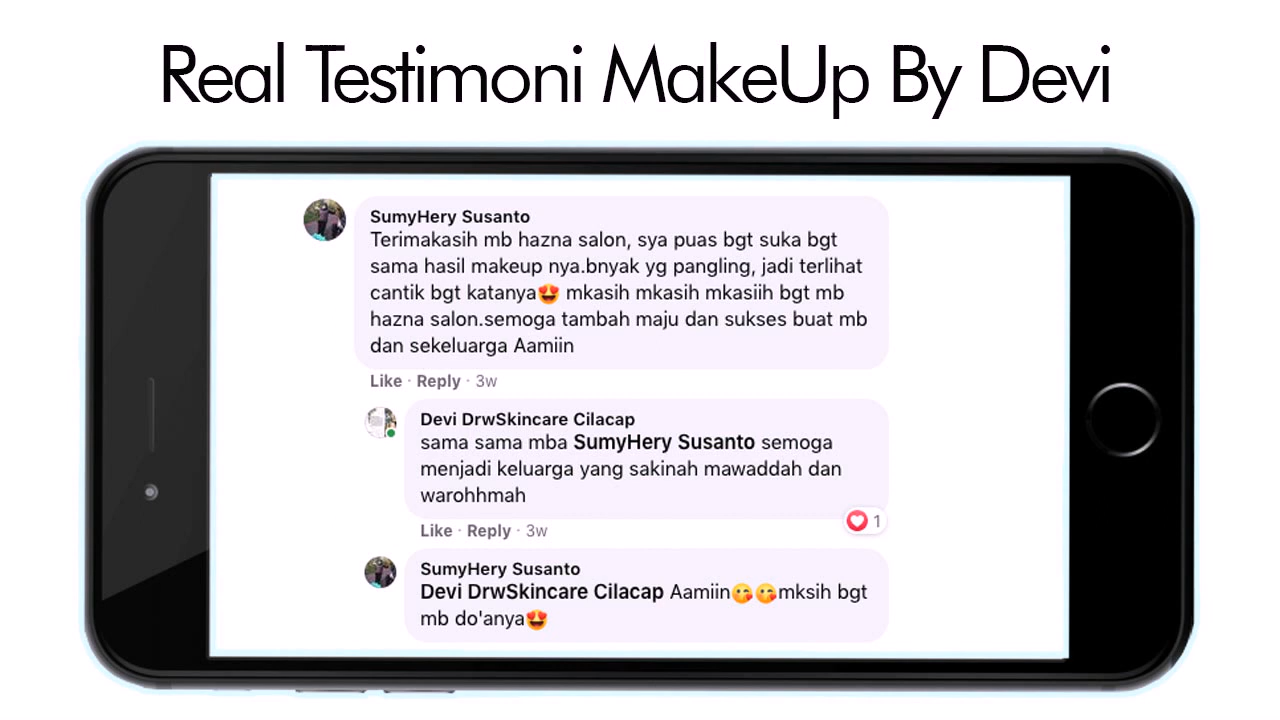 Real Testimoni MakeUp By Devi
SumyHery Susanto
Terimakasih mb hazna salon, sya puas bgt suka bgt
sama hasil makeup nya.bnyak yg pangling, jadi terlihat
cantik bgt katanya😍 mkasih mkasih mkasiih bgt mb
hazna salon.semoga tambah maju dan sukses buat mb
dan sekeluarga Aamiin
Like · Reply · 3w
Devi DrwSkincare Cilacap
sama sama mba SumyHery Susanto semoga
menjadi keluarga yang sakinah mawaddah dan
warohhmah
1
Like · Reply · 3w
SumyHery Susanto
Devi DrwSkincare Cilacap Aamiin😋😋mksih bgt
mb do'anya😍